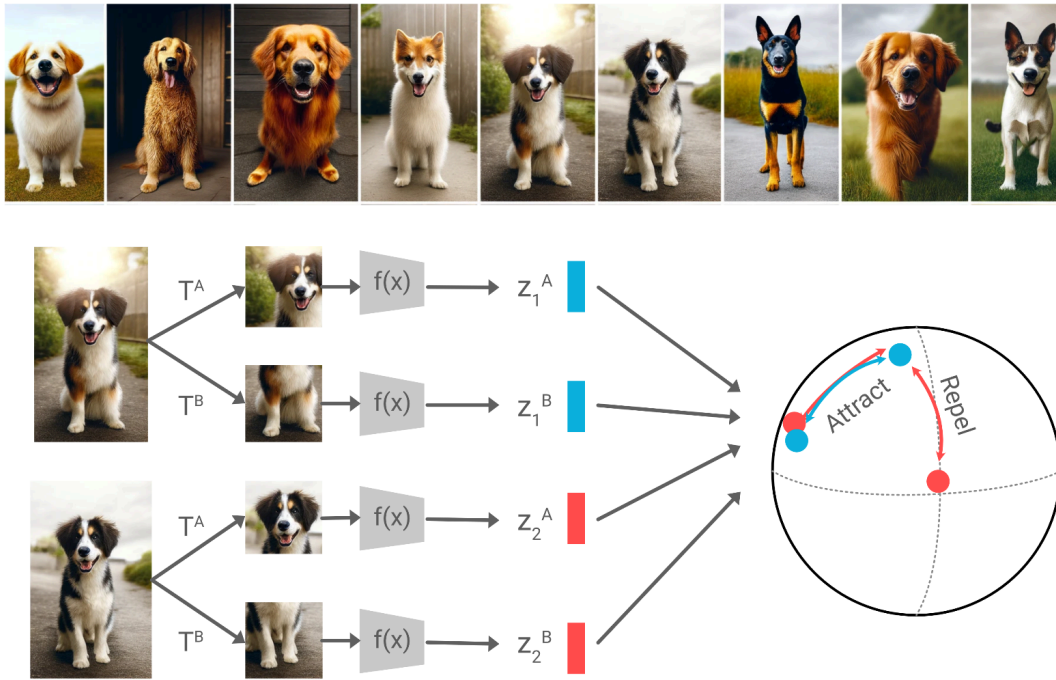 T^A
f(x)
z_1^A
T^B
f(x)
z_1^B
Attract
Repel
T^A
f(x)
z_2^A
T^B
f(x)
z_2^B